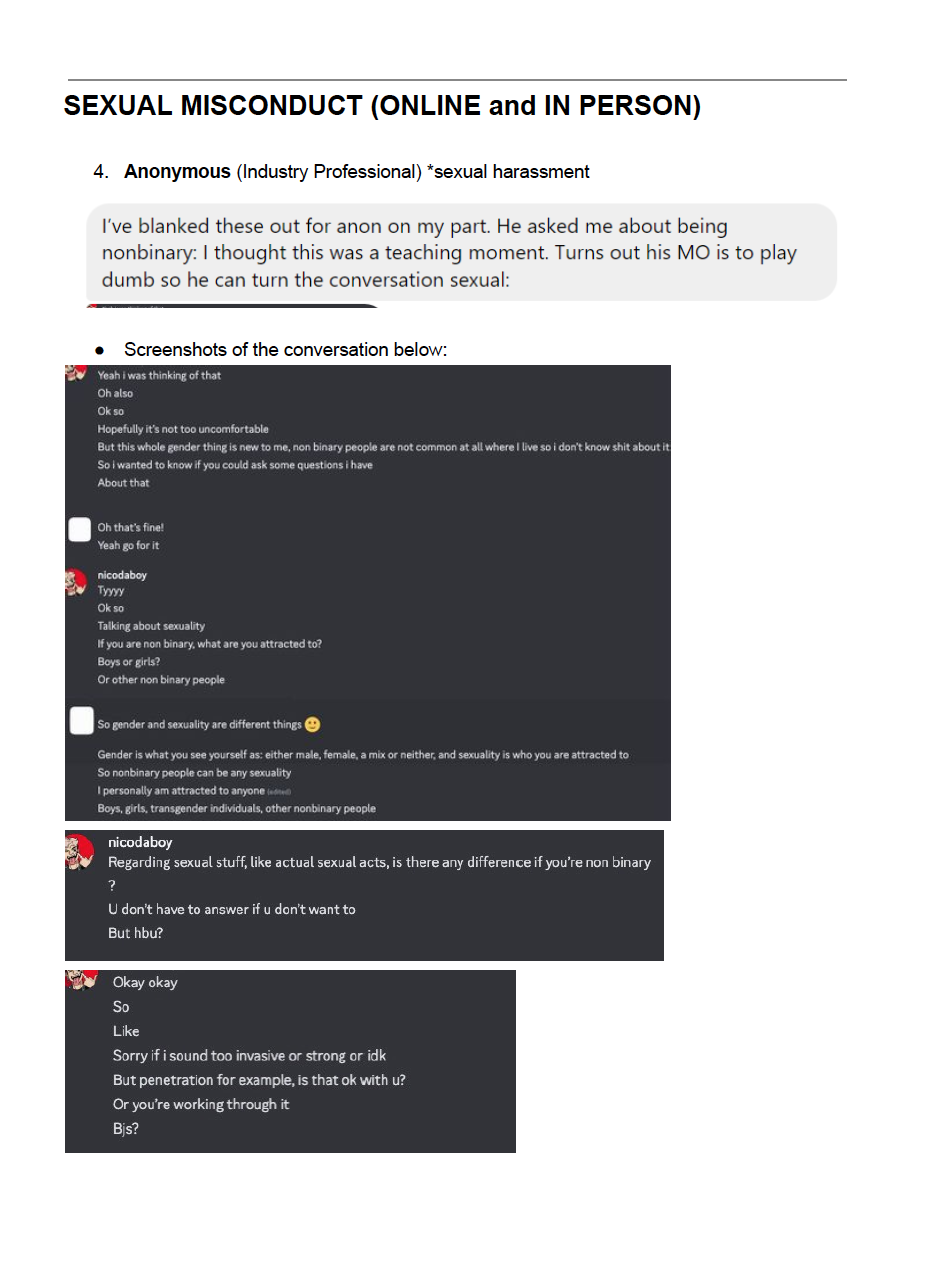 SEXUAL MISCONDUCT (ONLINE and IN PERSON)
4. Anonymous (Industry Professional) *sexual harassment
I've blanked these out for anon on my part. He asked me about being
nonbinary: I thought this was a teaching moment. Turns out his MO is to play
dumb so he can turn the conversation sexual:
● Screenshots of the conversation below:
Yeah i was thinking of that
Oh also
Ok so
Hopefully it's not too uncomfortable
But this whole gender thing is new to me, non binary people are not common at all where I live so i don't know shit about it
So i wanted to know if you could ask some questions i have
About that
Oh that's fine!
Yeah go for it
nicodaboy
Tyyyy
Ok so
Talking about sexuality
If you are non binary, what are you attracted to?
Boys or girls?
Or other non binary people
So gender and sexuality are different things 🙂
Gender is what you see yourself as: either male, female, a mix or neither, and sexuality is who you are attracted to
So nonbinary people can be any sexuality
I personally am attracted to anyone (edited)
Boys, girls, transgender individuals, other nonbinary people
nicodaboy
Regarding sexual stuff, like actual sexual acts, is there any difference if you're non binary
?
U don't have to answer if u don't want to
But hbu?
Okay okay
So
Like
Sorry if i sound too invasive or strong or idk
But penetration for example, is that ok with u?
Or you're working through it
Bjs?